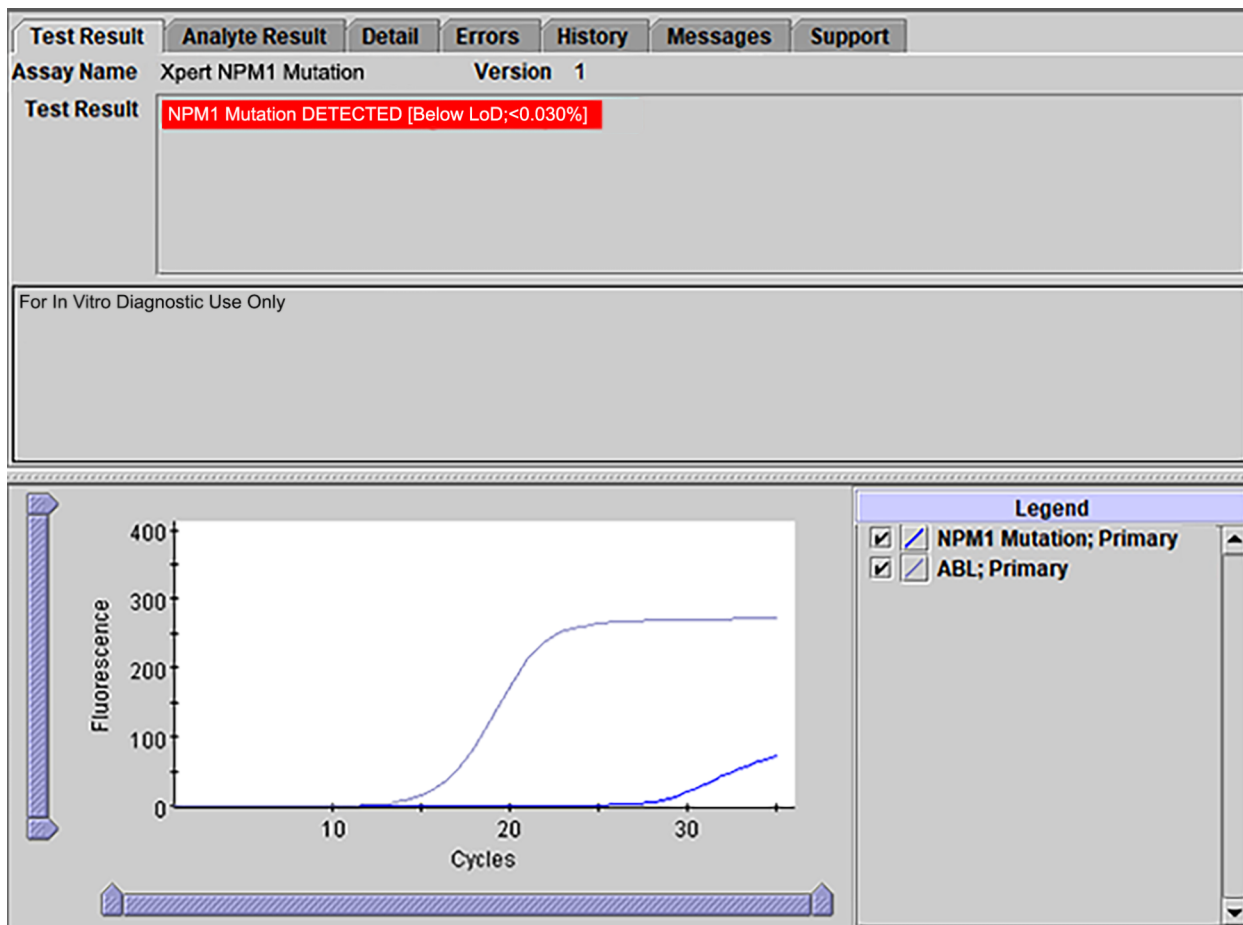 Test Result Analyte Result Detail Errors History Messages Support
Assay Name Xpert NPM1 Mutation Version 1
Test Result NPM1 Mutation DETECTED [Below LoD;<0.030%]
For In Vitro Diagnostic Use Only
Legend
NPM1 Mutation; Primary
ABL; Primary
400
300
200
100
0
Fluorescence
10 20 30
Cycles